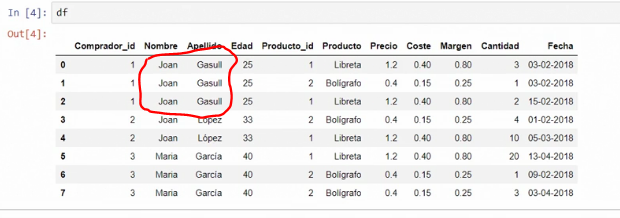 In [4]: df
Out[4]:
Comprador_id Nombre Apellido Edad Producto_id Producto Precio Coste Margen Cantidad Fecha
0 1 Joan Gasull 25 1 Libreta 1.2 0.40 0.80 3 03-02-2018
1 1 Joan Gasull 25 2 Bolígrafo 0.4 0.15 0.25 1 03-02-2018
2 1 Joan Gasull 25 1 Libreta 1.2 0.40 0.80 2 15-02-2018
3 2 Joan López 33 2 Bolígrafo 0.4 0.15 0.25 4 01-02-2018
4 2 Joan López 33 1 Libreta 1.2 0.40 0.80 10 05-03-2018
5 3 Maria García 40 1 Libreta 1.2 0.40 0.80 20 13-04-2018
6 3 Maria García 40 2 Bolígrafo 0.4 0.15 0.25 1 09-02-2018
7 3 Maria García 40 2 Bolígrafo 0.4 0.15 0.25 3 03-04-2018